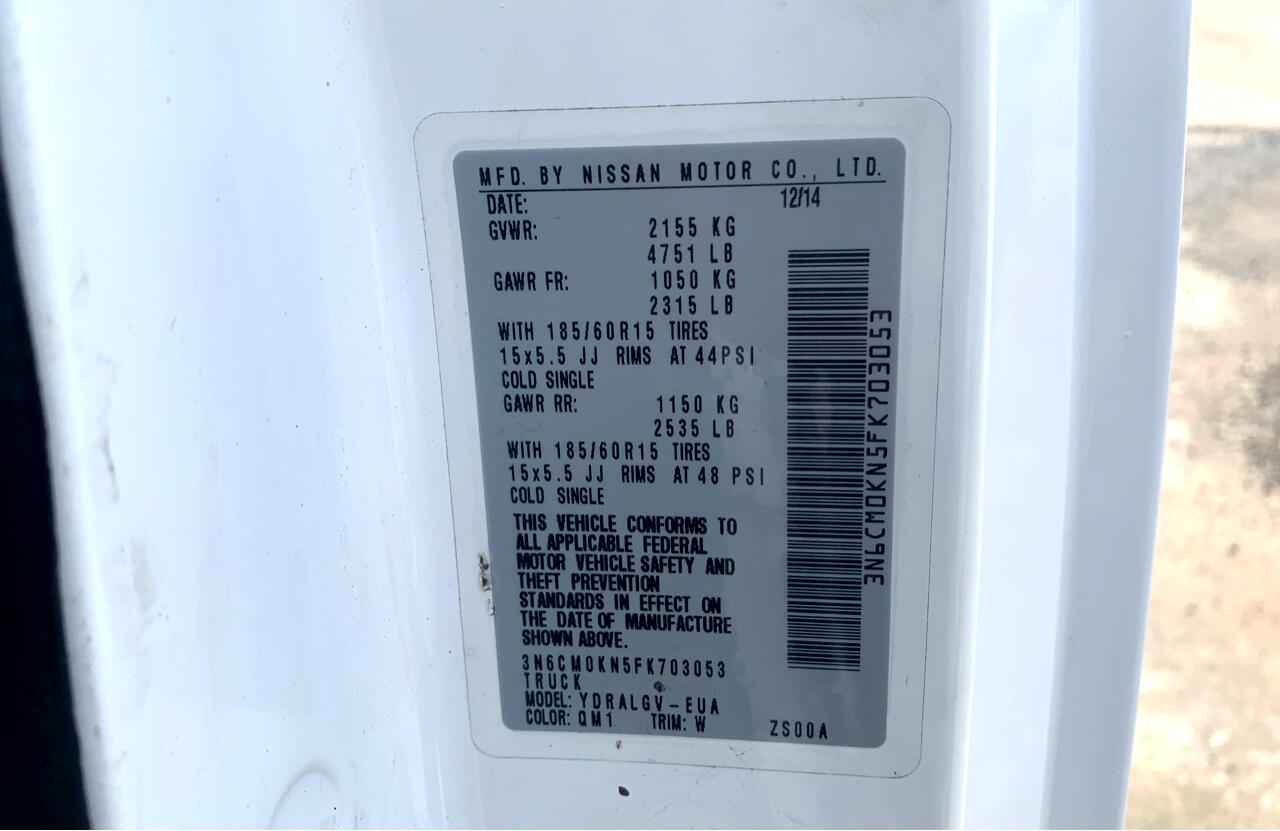 MFD. BY NISSAN MOTOR CO., LTD.
DATE: 12/14
GVWR: 2155 KG
4751 LB
GAWR FR: 1050 KG
2315 LB
WITH 185/60R15 TIRES
15x5.5 JJ RIMS AT 44PSI
COLD SINGLE
GAWR RR: 1150 KG
2535 LB
WITH 185/60R15 TIRES
15x5.5 JJ RIMS AT 48 PSI
COLD SINGLE
THIS VEHICLE CONFORMS TO
ALL APPLICABLE FEDERAL
MOTOR VEHICLE SAFETY AND
THEFT PREVENTION
STANDARDS IN EFFECT ON
THE DATE OF MANUFACTURE
SHOWN ABOVE.
3N6CM0KN5FK703053
TRUCK
MODEL: YDRALGV-EUA
COLOR: QM1 TRIM: W ZS00A
3N6CM0KN5FK703053